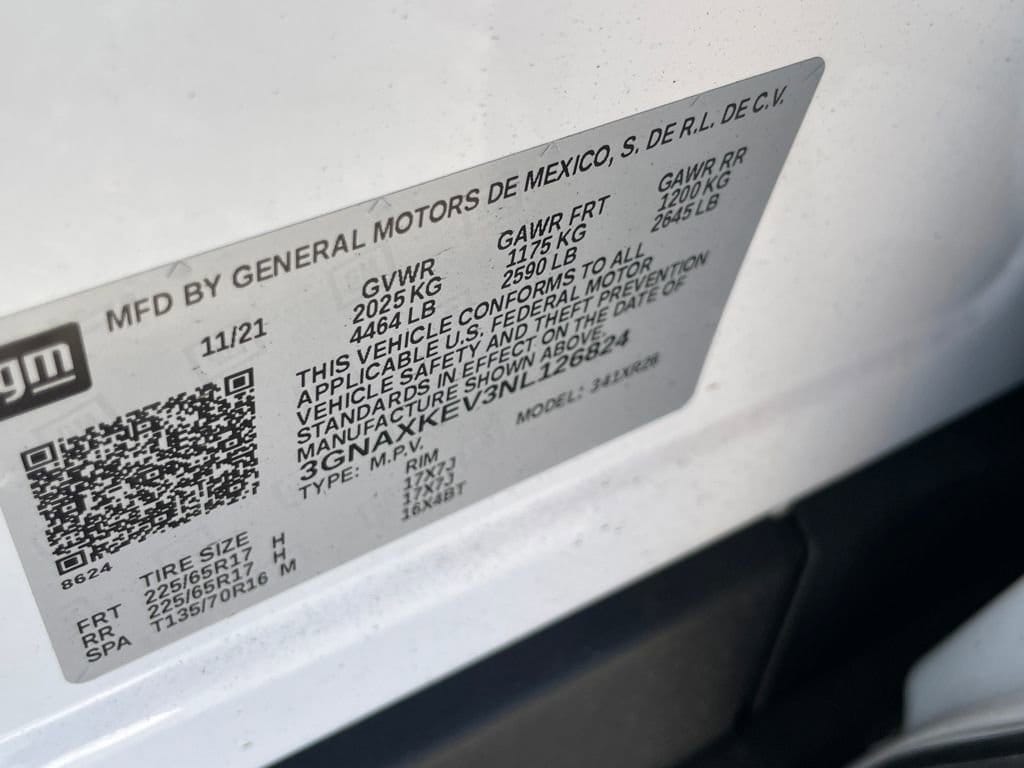 MFD BY GENERAL MOTORS DE MEXICO, S. DE R.L. DE C.V.
gm
11/21
GVWR GAWR FRT GAWR RR
2025 KG 1175 KG 1200 KG
4464 LB 2590 LB 2645 LB
THIS VEHICLE CONFORMS TO ALL
APPLICABLE U.S. FEDERAL MOTOR
VEHICLE SAFETY AND THEFT PREVENTION
STANDARDS IN EFFECT ON THE DATE OF
MANUFACTURE SHOWN ABOVE.
3GNAXKEV3NL126824
TYPE: M.P.V. MODEL: 341XR26
8624
TIRE SIZE RIM
FRT 225/65R17 H 17X7J
RR 225/65R17 H 17X7J
SPA T135/70R16 M 16X4BT